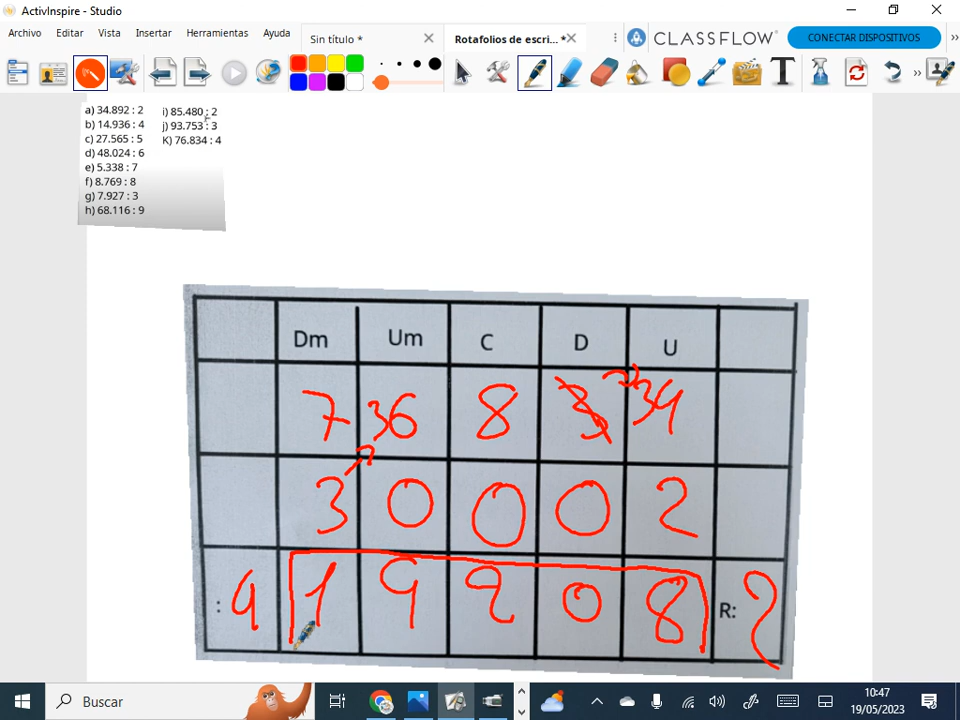 ActivInspire - Studio
Archivo Editar Vista Insertar Herramientas Ayuda
Sin título *
Rotafolios de escri... *
CLASSFLOW
CONECTAR DISPOSITIVOS
a) 34.892 : 2
b) 14.936 : 4
c) 27.565 : 5
d) 48.024 : 6
e) 5.338 : 7
f) 8.769 : 8
g) 7.927 : 3
h) 68.116 : 9
i) 85.480 : 2
j) 93.753 : 3
K) 76.834 : 4
Dm Um C D U
7 36 8 3 34
3 0 0 0 2
: 4 1 9 2 0 8 R: 2
Buscar
10:47
19/05/2023